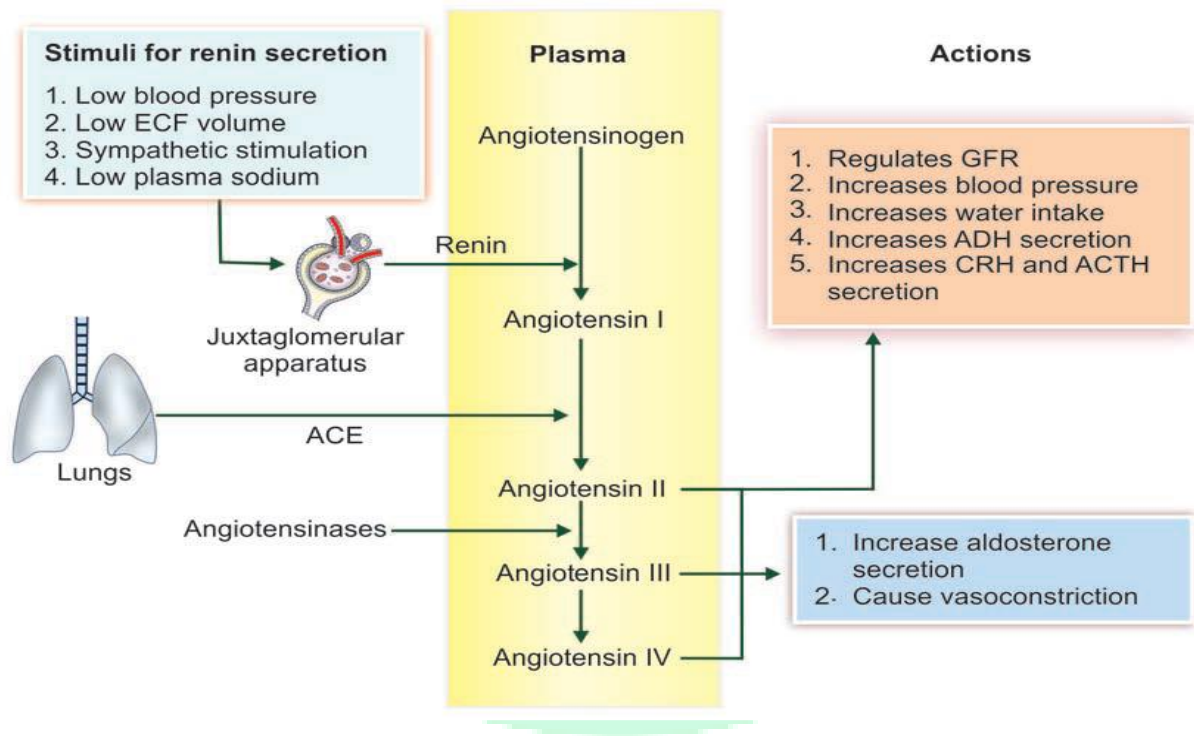 Stimuli for renin secretion
1. Low blood pressure
2. Low ECF volume
3. Sympathetic stimulation
4. Low plasma sodium
Plasma
Actions
Angiotensinogen
1. Regulates GFR
2. Increases blood pressure
3. Increases water intake
4. Increases ADH secretion
5. Increases CRH and ACTH
secretion
Renin
Juxtaglomerular
apparatus
Angiotensin I
ACE
Lungs
Angiotensin II
Angiotensinases
Angiotensin III
1. Increase aldosterone
secretion
2. Cause vasoconstriction
Angiotensin IV